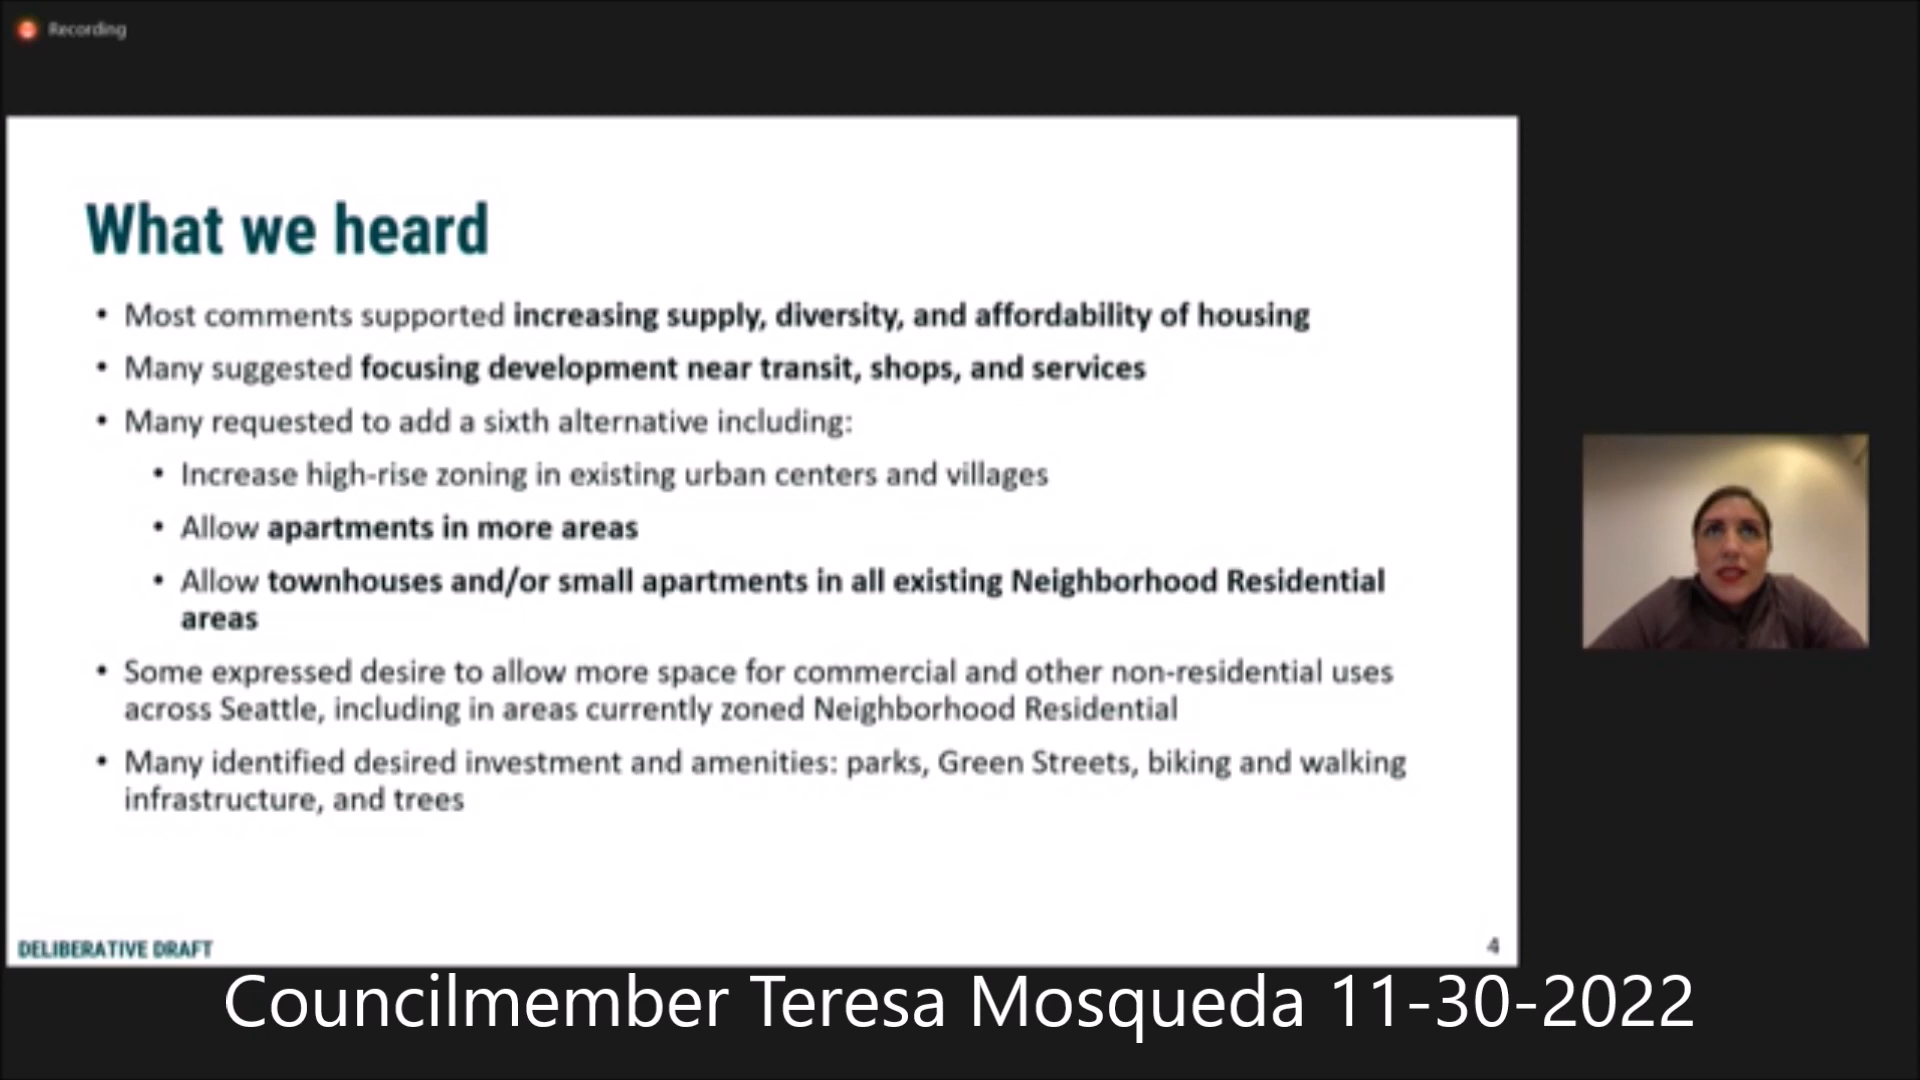 Recording
What we heard
• Most comments supported increasing supply, diversity, and affordability of housing
• Many suggested focusing development near transit, shops, and services
• Many requested to add a sixth alternative including:
• Increase high-rise zoning in existing urban centers and villages
• Allow apartments in more areas
• Allow townhouses and/or small apartments in all existing Neighborhood Residential
areas
• Some expressed desire to allow more space for commercial and other non-residential uses
across Seattle, including in areas currently zoned Neighborhood Residential
• Many identified desired investment and amenities: parks, Green Streets, biking and walking
infrastructure, and trees
DELIBERATIVE DRAFT
4
Councilmember Teresa Mosqueda 11-30-2022